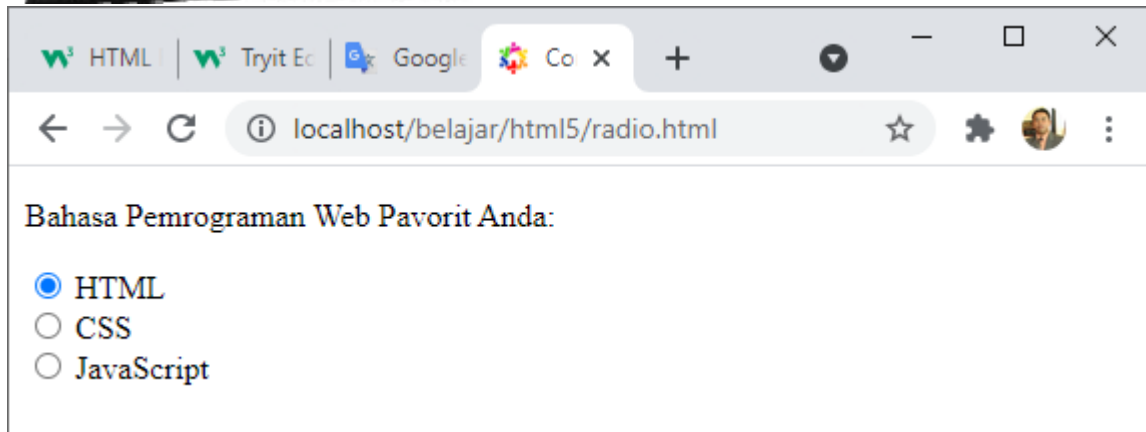 HTML
Tryit Ec
Google
Co
localhost/belajar/html5/radio.html
Bahasa Pemrograman Web Pavorit Anda:
HTML
CSS
JavaScript